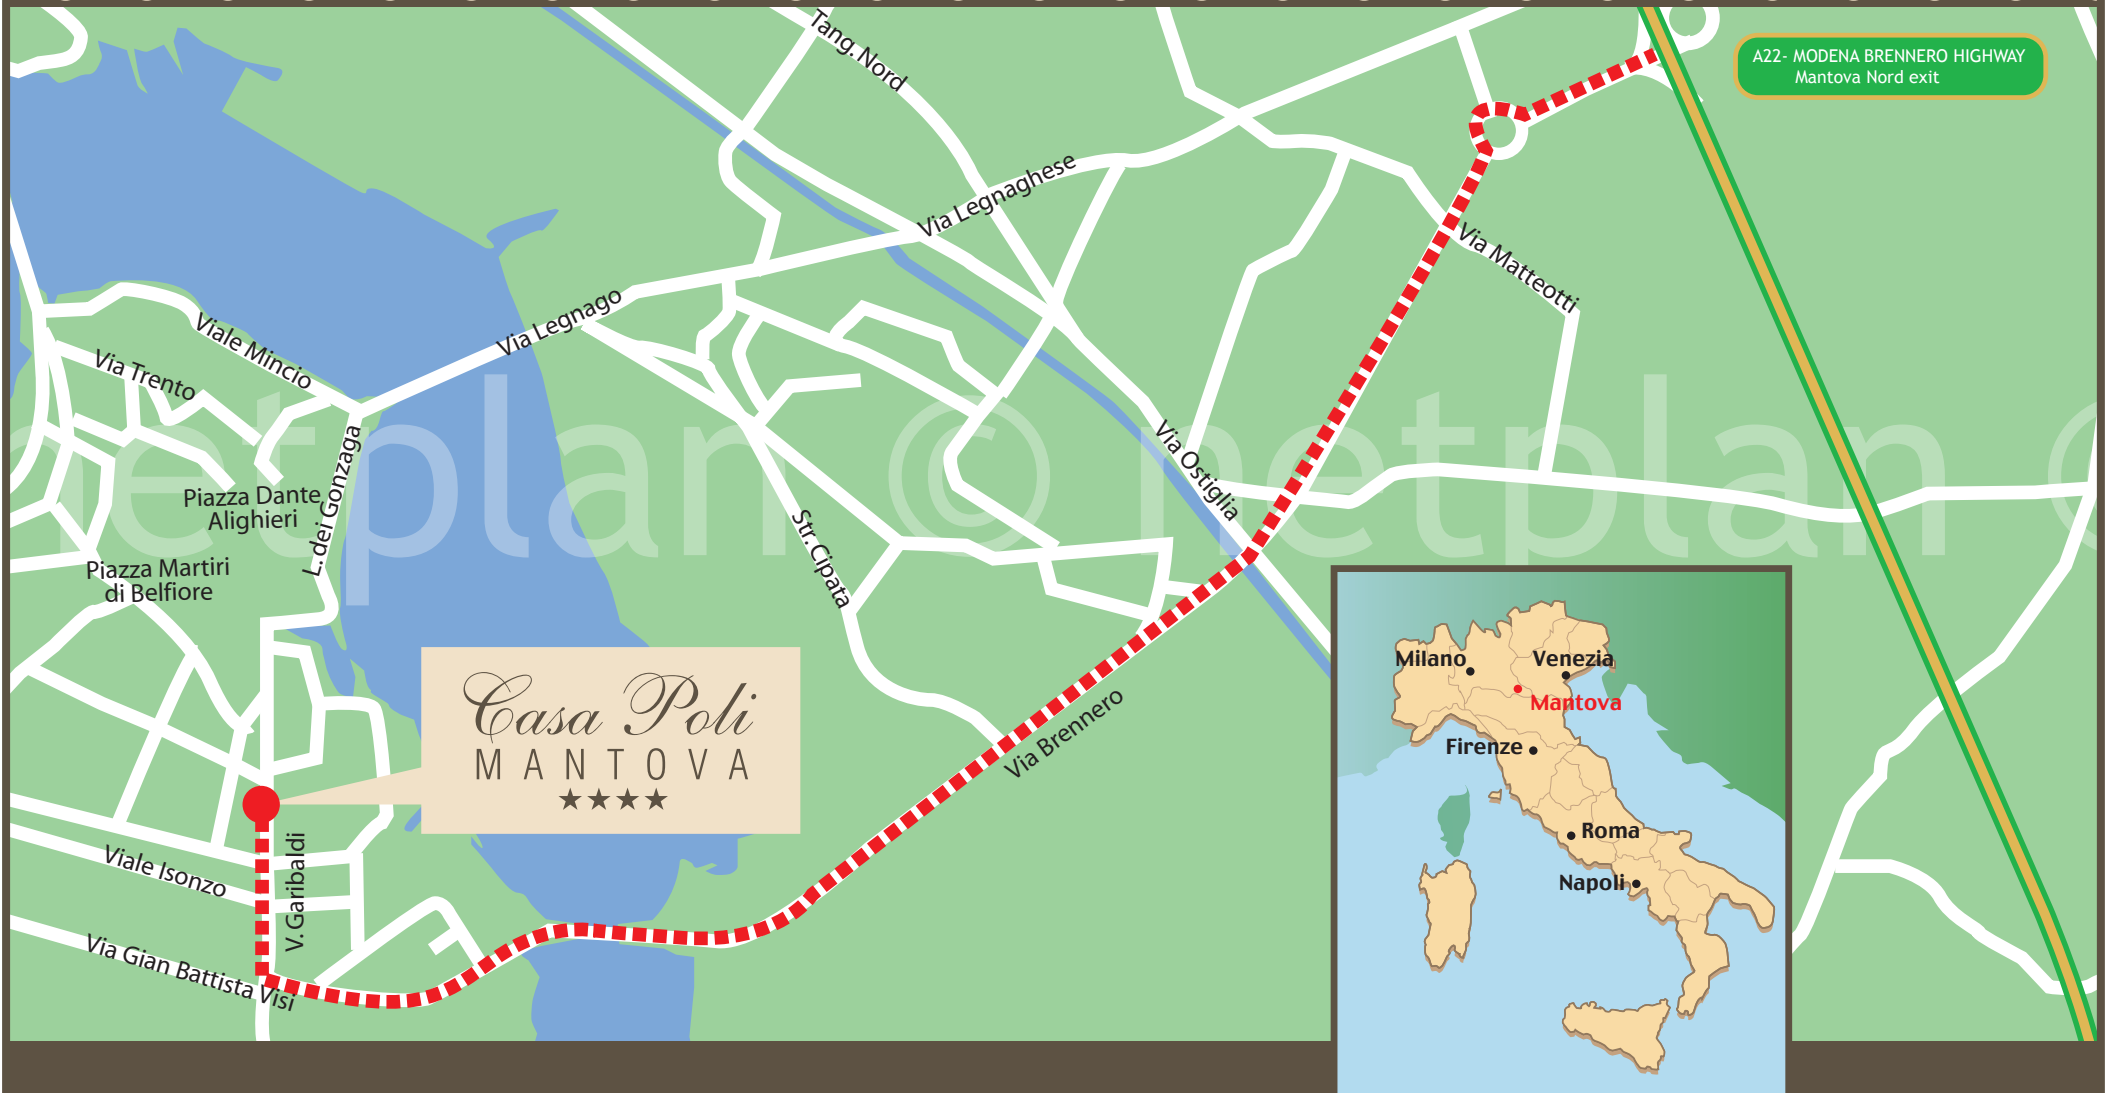 Tang. Nord
A22- MODENA BRENNERO HIGHWAY
Mantova Nord exit
Via Legnaghese
Via Matteotti
Via Legnago
Viale Mincio
Via Trento
L. dei Gonzaga
Via Ostiglia
Piazza Dante
Alighieri
Str. Cipata
Piazza Martiri
di Belfiore
netplan © netplan ©
Casa Poli
MANTOVA
Via Brennero
Viale Isonzo
V. Garibaldi
Via Gian Battista Visi
Milano
Venezia
Mantova
Firenze
Roma
Napoli